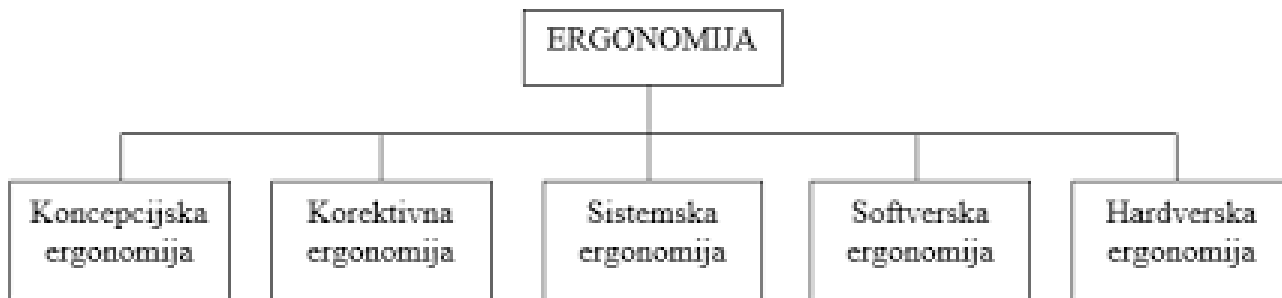 ERGONOMIJA
Koncepcijska
ergonomija
Korektivna
ergonomija
Sistemska
ergonomija
Softverska
ergonomija
Hardverska
ergonomija